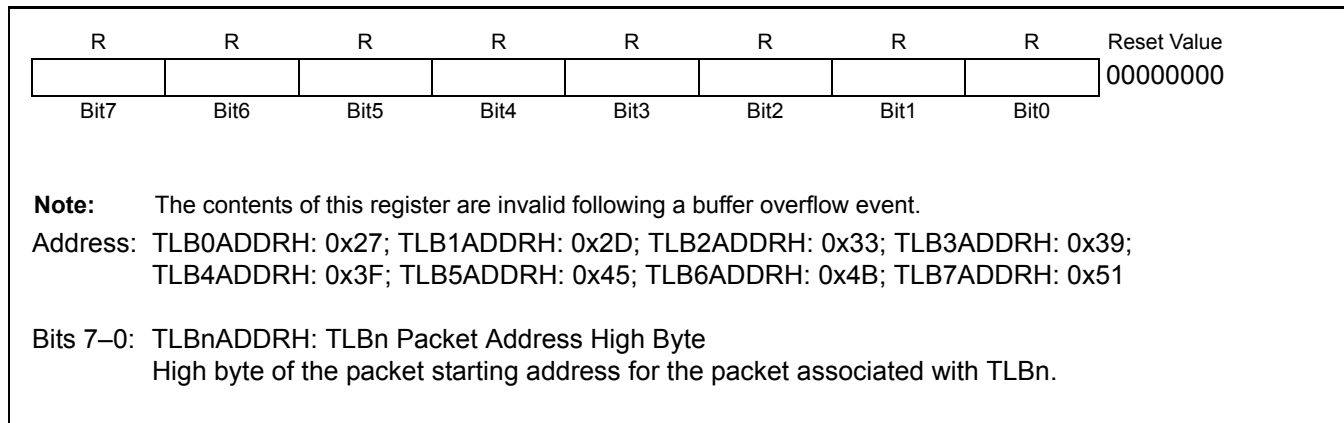 R R R R R R R R Reset Value
00000000
Bit7 Bit6 Bit5 Bit4 Bit3 Bit2 Bit1 Bit0
Note: The contents of this register are invalid following a buffer overflow event.
Address: TLB0ADDRH: 0x27; TLB1ADDRH: 0x2D; TLB2ADDRH: 0x33; TLB3ADDRH: 0x39;
TLB4ADDRH: 0x3F; TLB5ADDRH: 0x45; TLB6ADDRH: 0x4B; TLB7ADDRH: 0x51
Bits 7–0: TLBnADDRH: TLBn Packet Address High Byte
High byte of the packet starting address for the packet associated with TLBn.